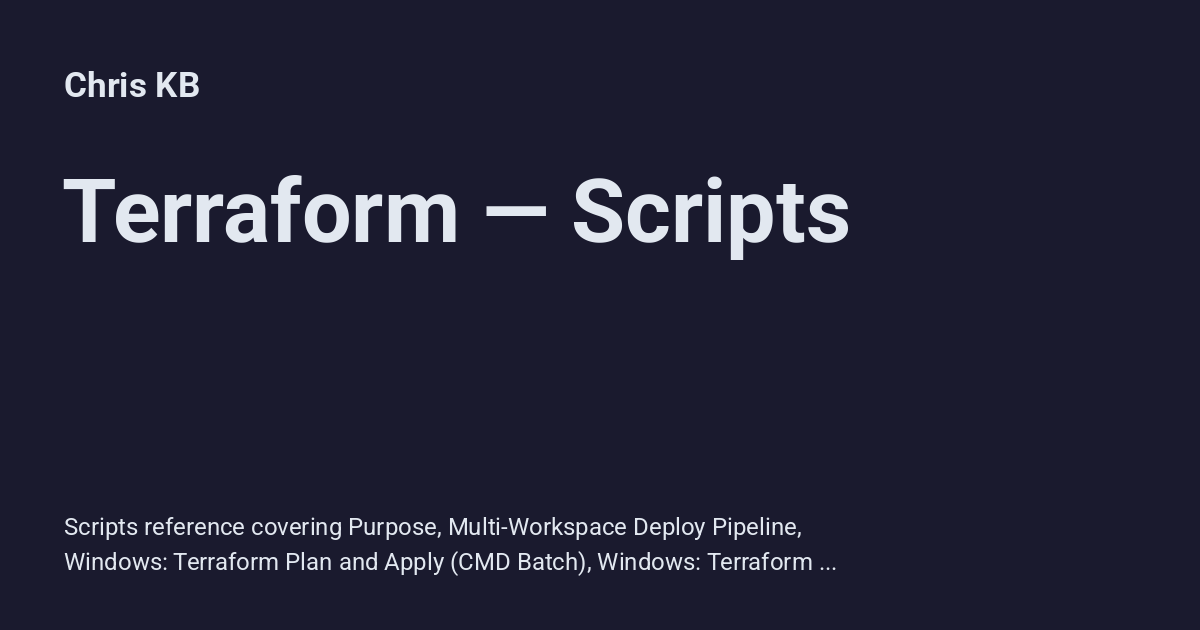 Chris KB
Terraform — Scripts
Scripts reference covering Purpose, Multi-Workspace Deploy Pipeline,
Windows: Terraform Plan and Apply (CMD Batch), Windows: Terraform ...